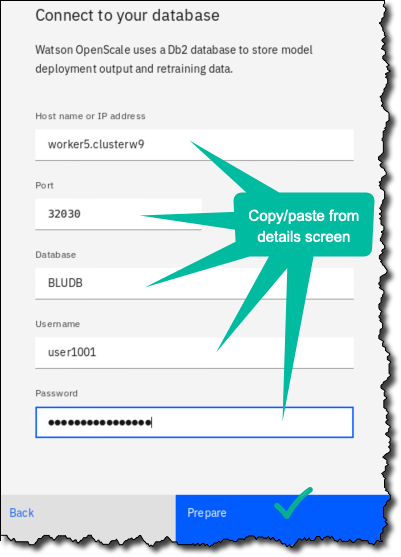 Connect to your database
Watson OpenScale uses a Db2 database to store model
deployment output and retraining data.
Host name or IP address
worker5.clusterw9
Port
32030
Copy/paste from
details screen
Database
BLUDB
Username
user1001
Password
••••••••••••••••
Back
Prepare